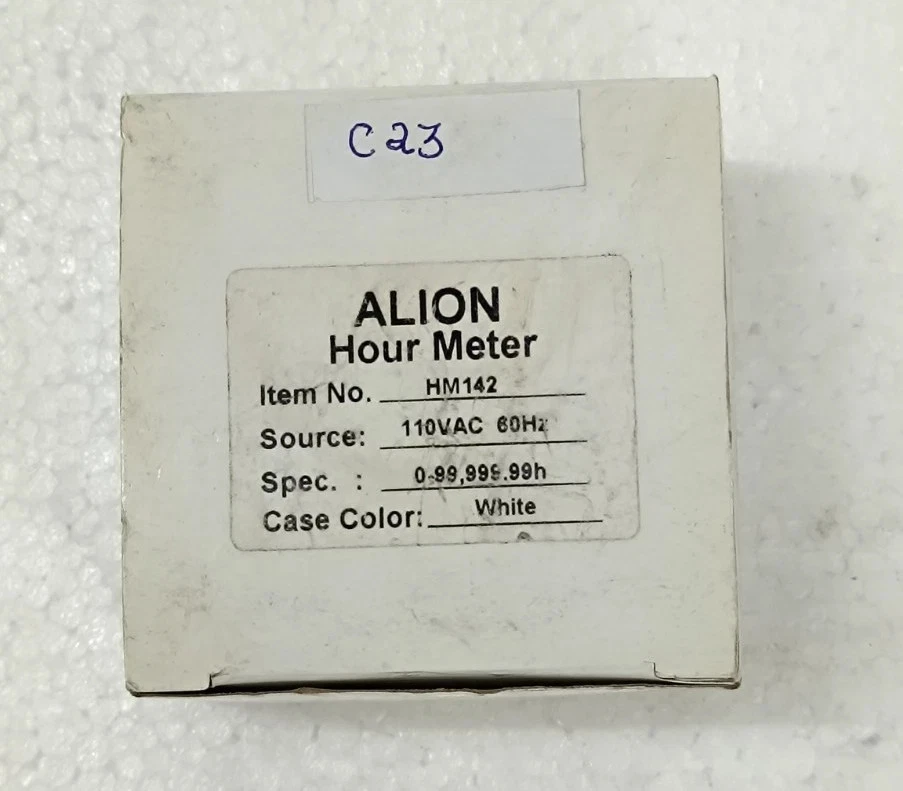 C23
ALION
Hour Meter
Item No. HM142
Source: 110VAC 60Hz
Spec. : 0-99,999.99h
Case Color: White